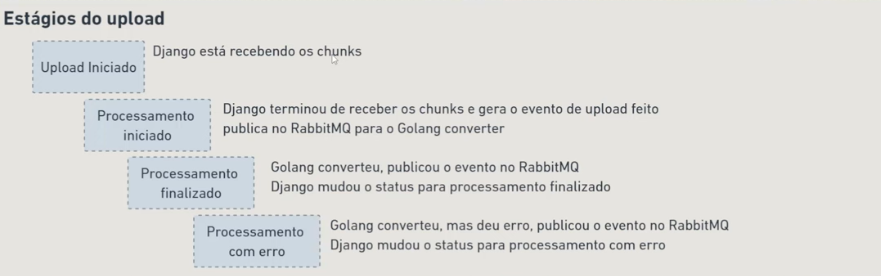 Estágios do upload
Upload Iniciado
Django está recebendo os chunks
Processamento
iniciado
Django terminou de receber os chunks e gera o evento de upload feito
publica no RabbitMQ para o Golang converter
Processamento
finalizado
Golang converteu, publicou o evento no RabbitMQ
Django mudou o status para processamento finalizado
Processamento
com erro
Golang converteu, mas deu erro, publicou o evento no RabbitMQ
Django mudou o status para processamento com erro